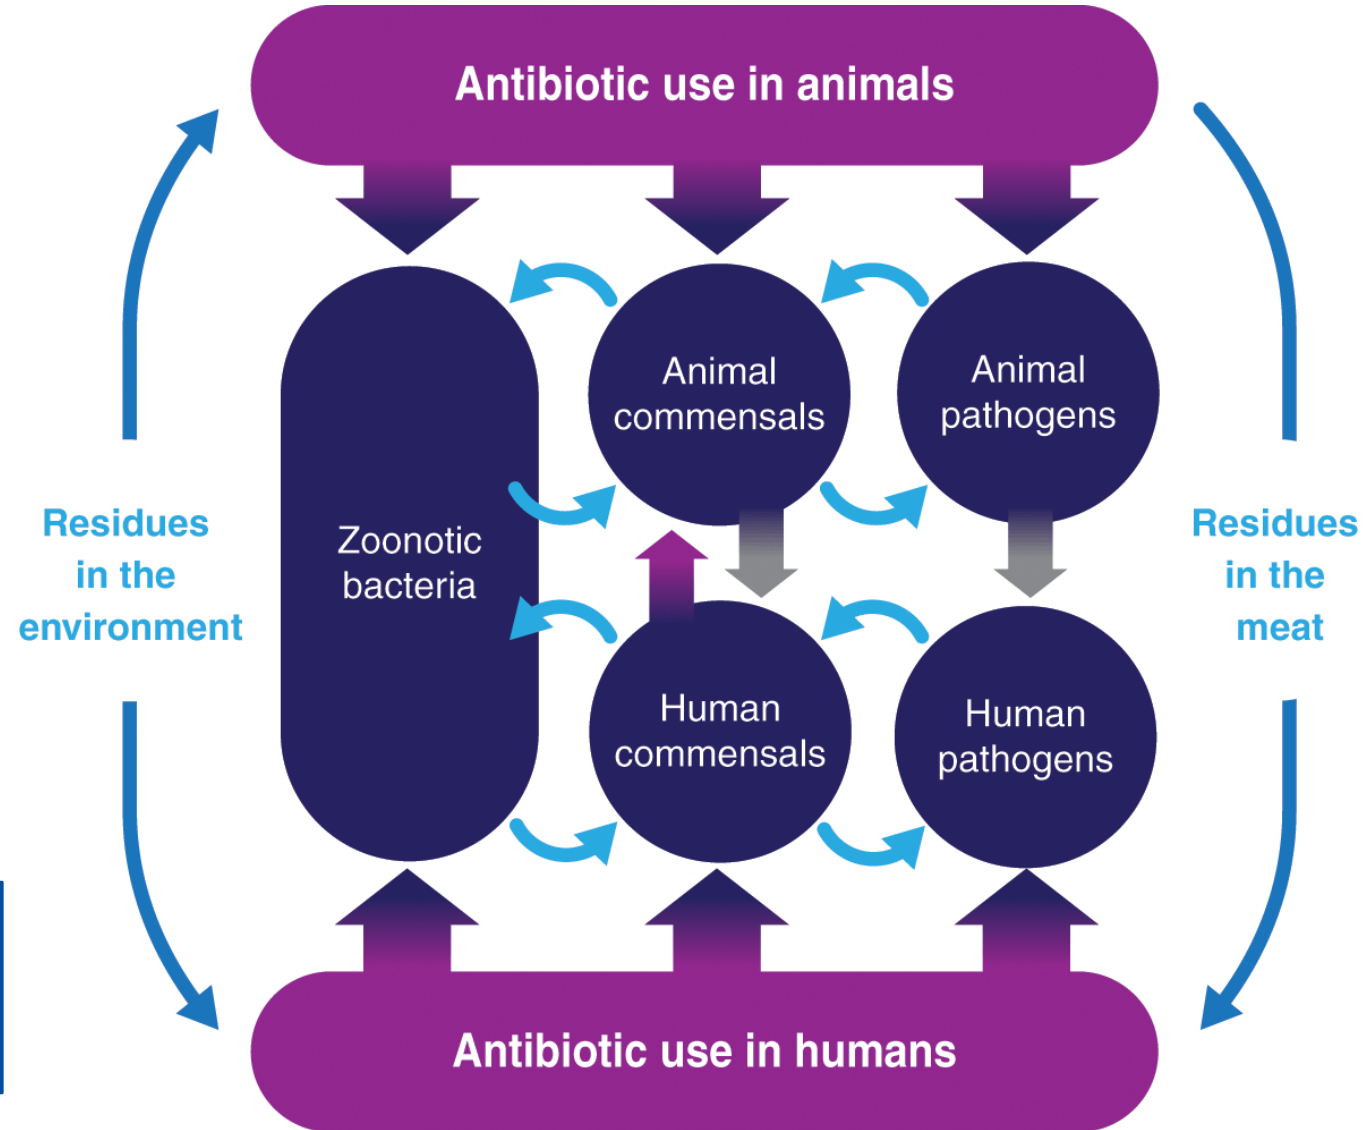 Antibiotic use in animals
Animal
commensals
Animal
pathogens
Residues
in the
environment
Zoonotic
bacteria
Residues
in the
meat
Human
commensals
Human
pathogens
Antibiotic use in humans